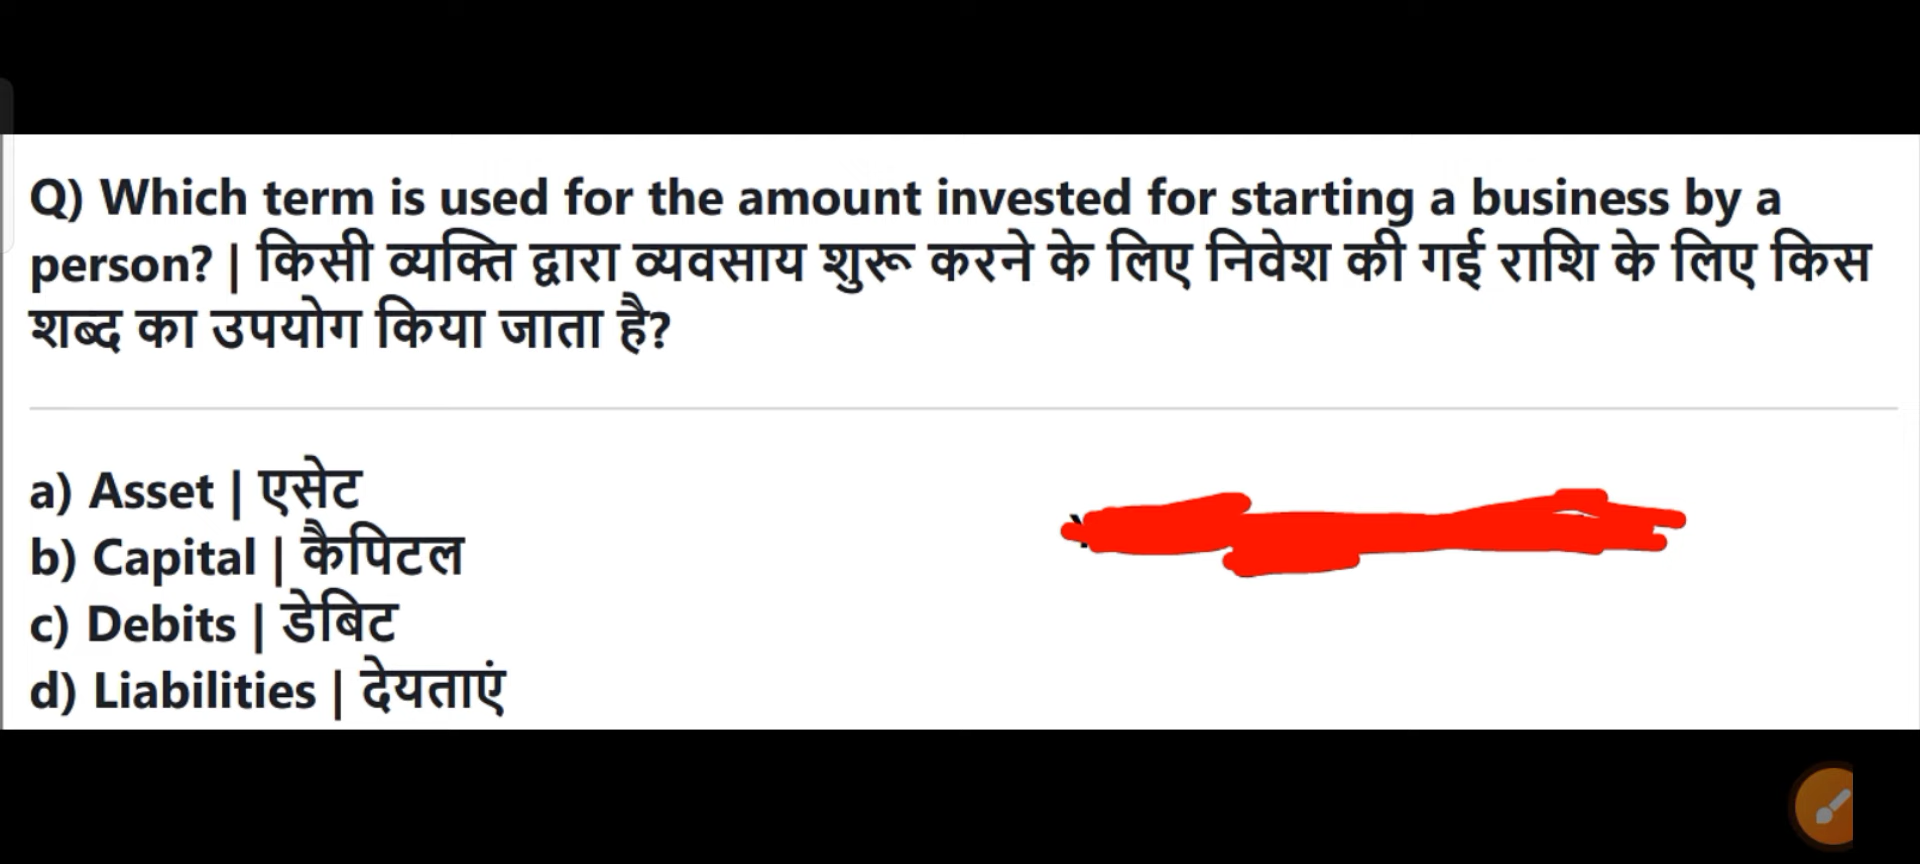 Q) Which term is used for the amount invested for starting a business by a
person? | किसी व्यक्ति द्वारा व्यवसाय शुरू करने के लिए निवेश की गई राशि के लिए किस
शब्द का उपयोग किया जाता है?
a) Asset | एसेट
b) Capital | कैपिटल
c) Debits | डेबिट
d) Liabilities | देयताएं